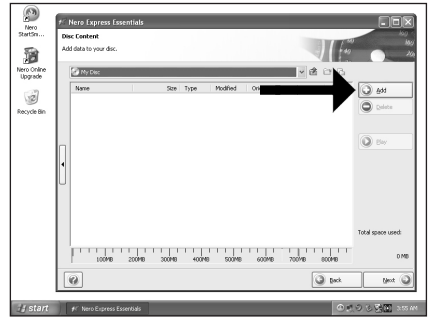 Nero
StartSm...
Nero Online
Upgrade
Recycle Bin
Nero Express Essentials
Disc Content
Add data to your disc.
My Disc
Name Size Type Modified Ori
Add
Delete
Play
Total space used:
0 MB
100MB 200MB 300MB 400MB 500MB 600MB 700MB 800MB
Back Next
start Nero Express Essentials 3:55 AM